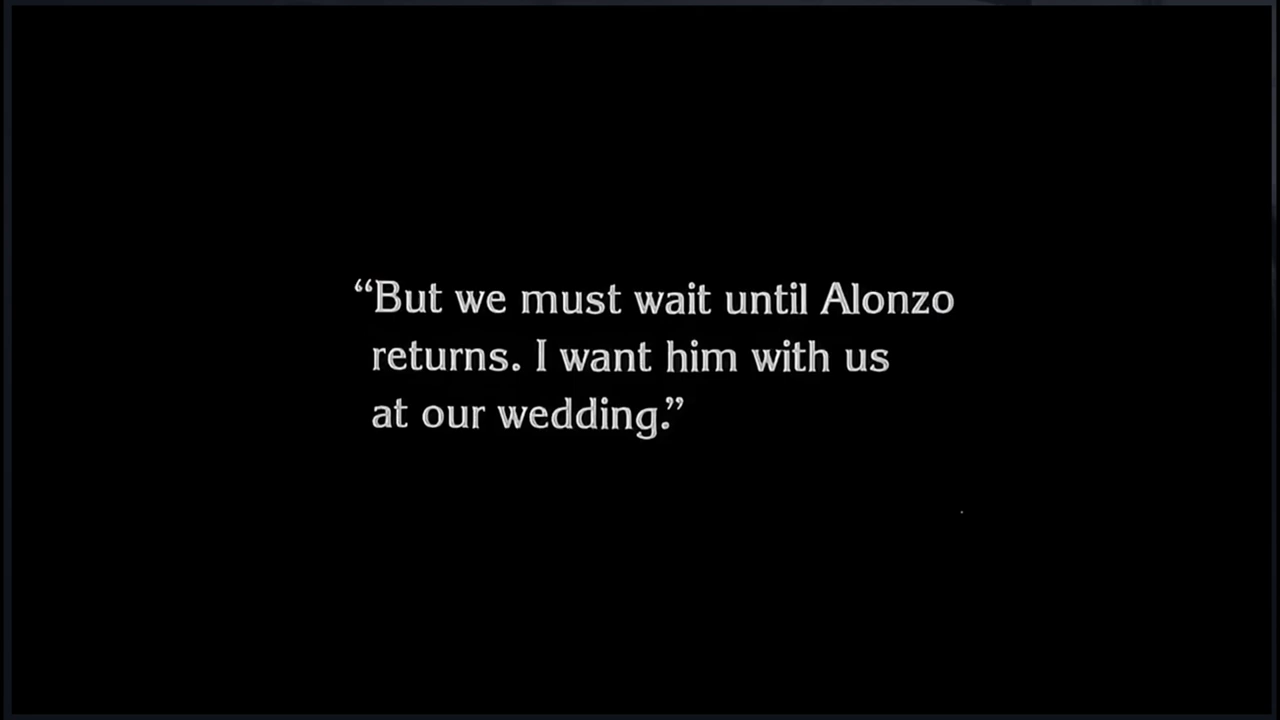 “But we must wait until Alonzo
returns. I want him with us
at our wedding.”